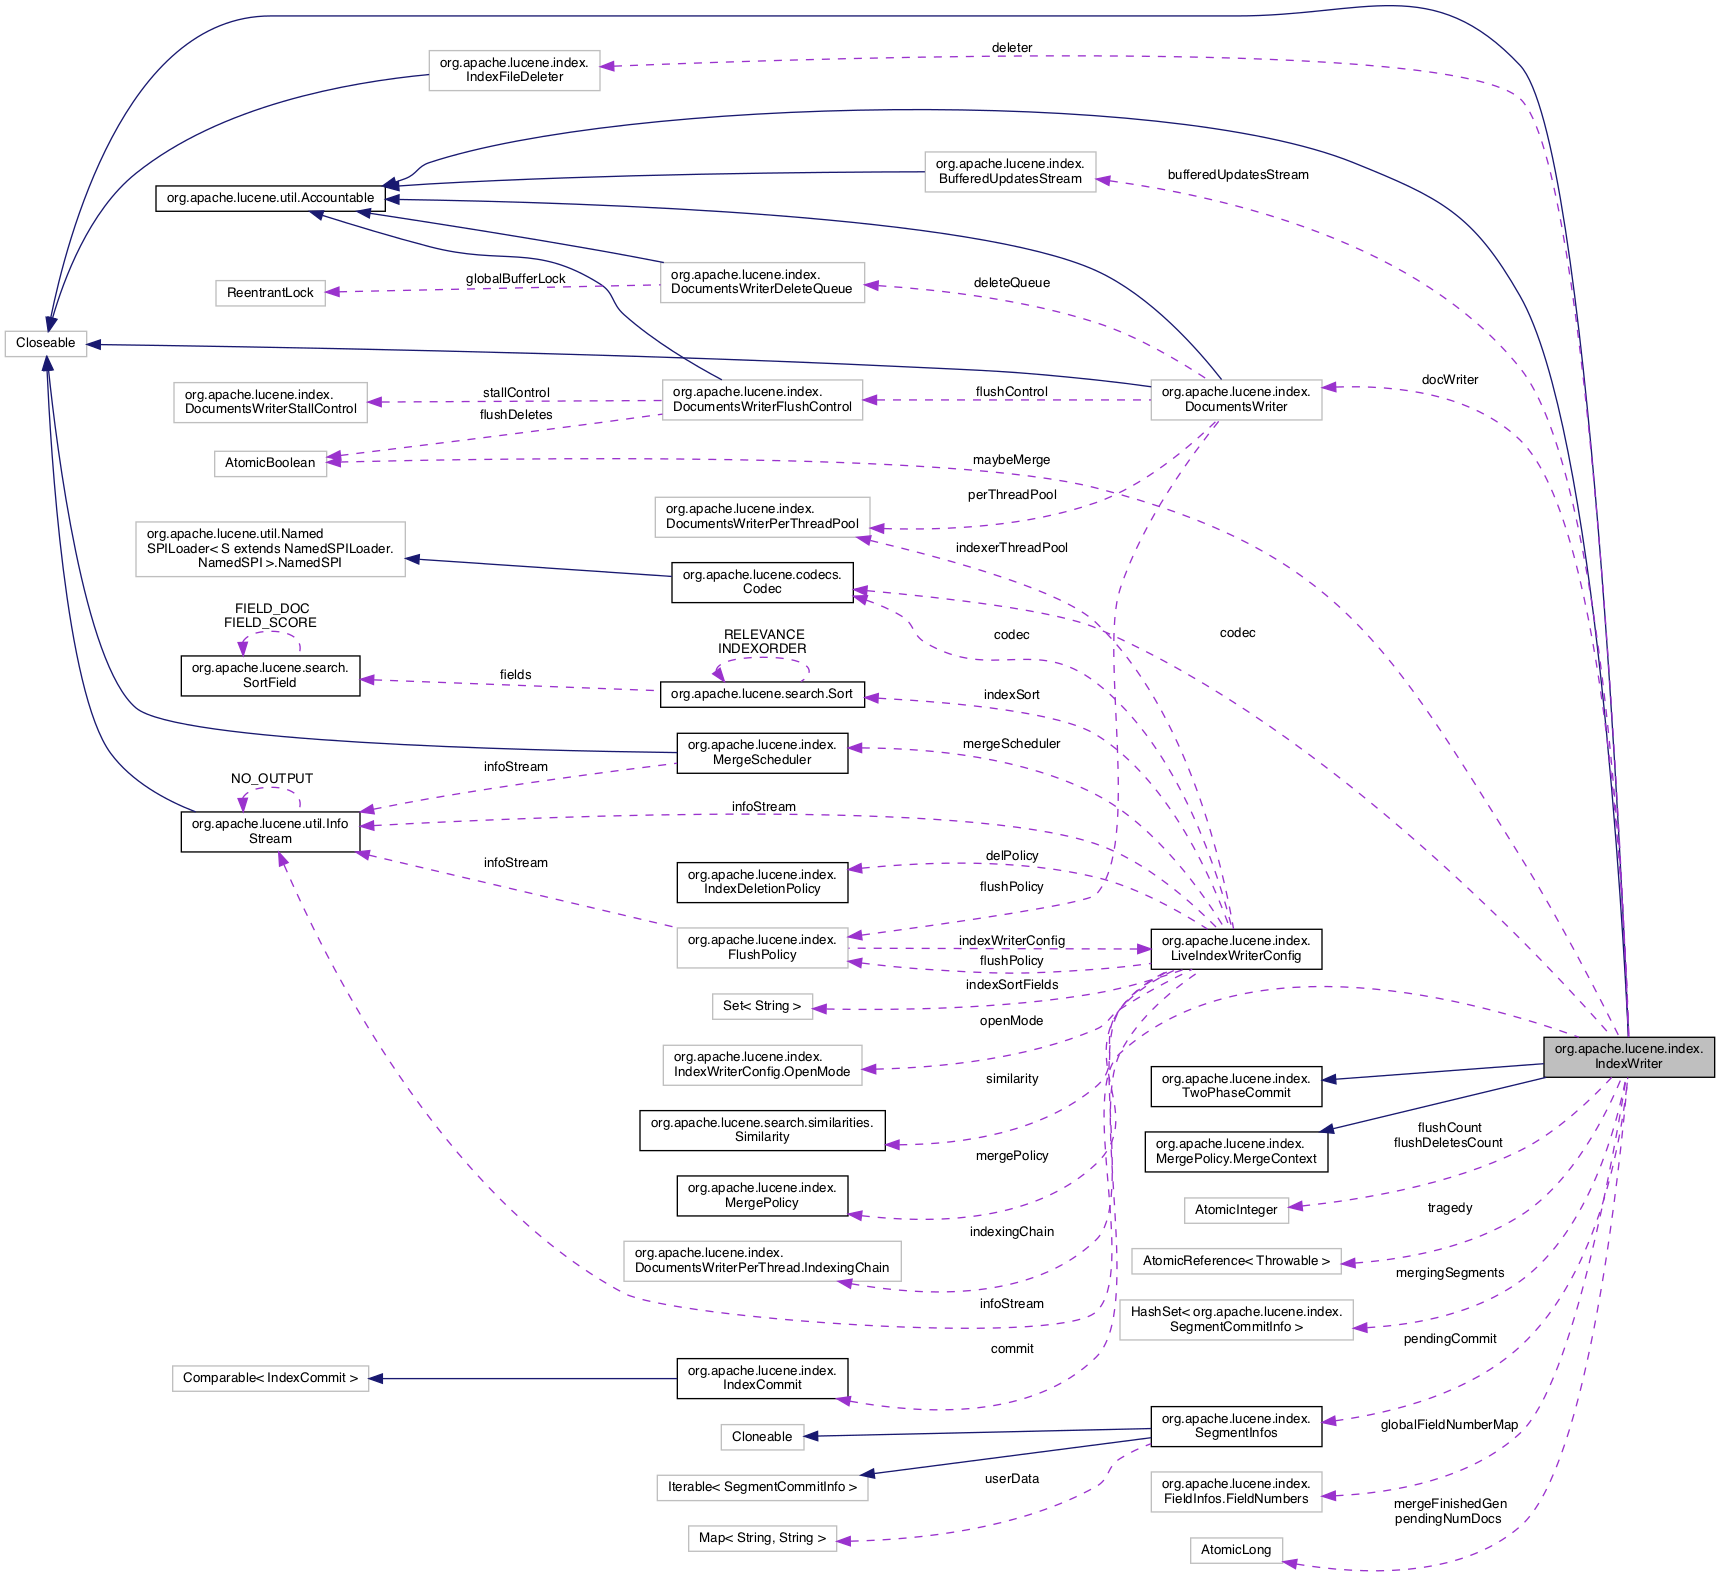 deleter
org.apache.lucene.index.
IndexFileDeleter
org.apache.lucene.index.
BufferedUpdatesStream
bufferedUpdatesStream
org.apache.lucene.util.Accountable
globalBufferLock
org.apache.lucene.index.
DocumentsWriterDeleteQueue
deleteQueue
ReentrantLock
Closeable
org.apache.lucene.index.
DocumentsWriterStallControl
stallControl
flushDeletes
org.apache.lucene.index.
DocumentsWriterFlushControl
flushControl
org.apache.lucene.index.
DocumentsWriter
docWriter
AtomicBoolean
maybeMerge
org.apache.lucene.index.
DocumentsWriterPerThreadPool
perThreadPool
org.apache.lucene.util.Named
SPILoader< S extends NamedSPILoader.
NamedSPI >.NamedSPI
indexerThreadPool
org.apache.lucene.codecs.
Codec
FIELD_DOC
FIELD_SCORE
RELEVANCE
INDEXORDER
codec
codec
org.apache.lucene.search.
SortField
fields
org.apache.lucene.search.Sort
indexSort
org.apache.lucene.index.
MergeScheduler
mergeScheduler
NO_OUTPUT
infoStream
infoStream
org.apache.lucene.util.Info
Stream
infoStream
org.apache.lucene.index.
IndexDeletionPolicy
delPolicy
flushPolicy
org.apache.lucene.index.
FlushPolicy
indexWriterConfig
flushPolicy
org.apache.lucene.index.
LiveIndexWriterConfig
Set< String >
indexSortFields
openMode
org.apache.lucene.index.
IndexWriterConfig.OpenMode
org.apache.lucene.index.
IndexWriter
org.apache.lucene.index.
TwoPhaseCommit
similarity
org.apache.lucene.search.similarities.
Similarity
flushCount
flushDeletesCount
org.apache.lucene.index.
MergePolicy.MergeContext
mergePolicy
org.apache.lucene.index.
MergePolicy
AtomicInteger
tragedy
indexingChain
org.apache.lucene.index.
DocumentsWriterPerThread.IndexingChain
AtomicReference< Throwable >
mergingSegments
infoStream
HashSet< org.apache.lucene.index.
SegmentCommitInfo >
pendingCommit
commit
Comparable< IndexCommit >
org.apache.lucene.index.
IndexCommit
Cloneable
org.apache.lucene.index.
SegmentInfos
globalFieldNumberMap
Iterable< SegmentCommitInfo >
userData
org.apache.lucene.index.
FieldInfos.FieldNumbers
mergeFinishedGen
pendingNumDocs
Map< String, String >
AtomicLong